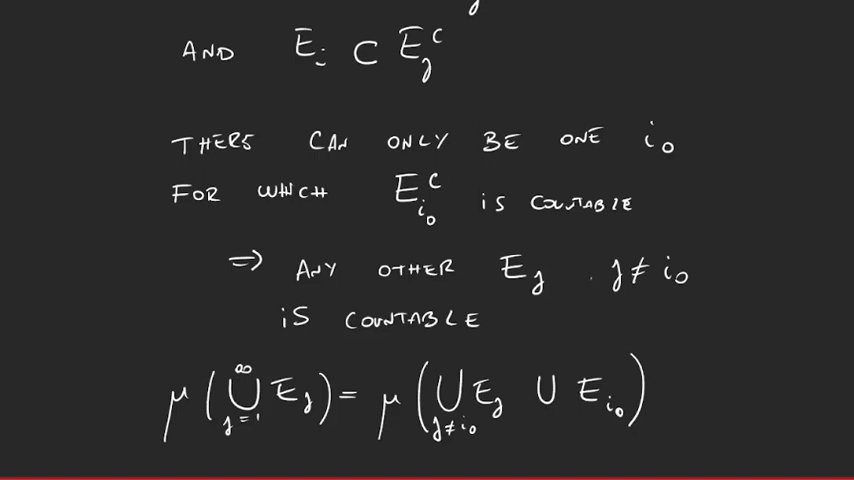 AND E_i ⊂ E_j^c
THERE CAN ONLY BE ONE i_0
FOR WHICH E_{i_0}^c IS COUNTABLE
⇒ ANY OTHER E_j , j ≠ i_0
IS COUNTABLE
μ(⋃_{j=1}^∞ E_j) = μ(⋃_{j≠i_0} E_j ∪ E_{i_0})